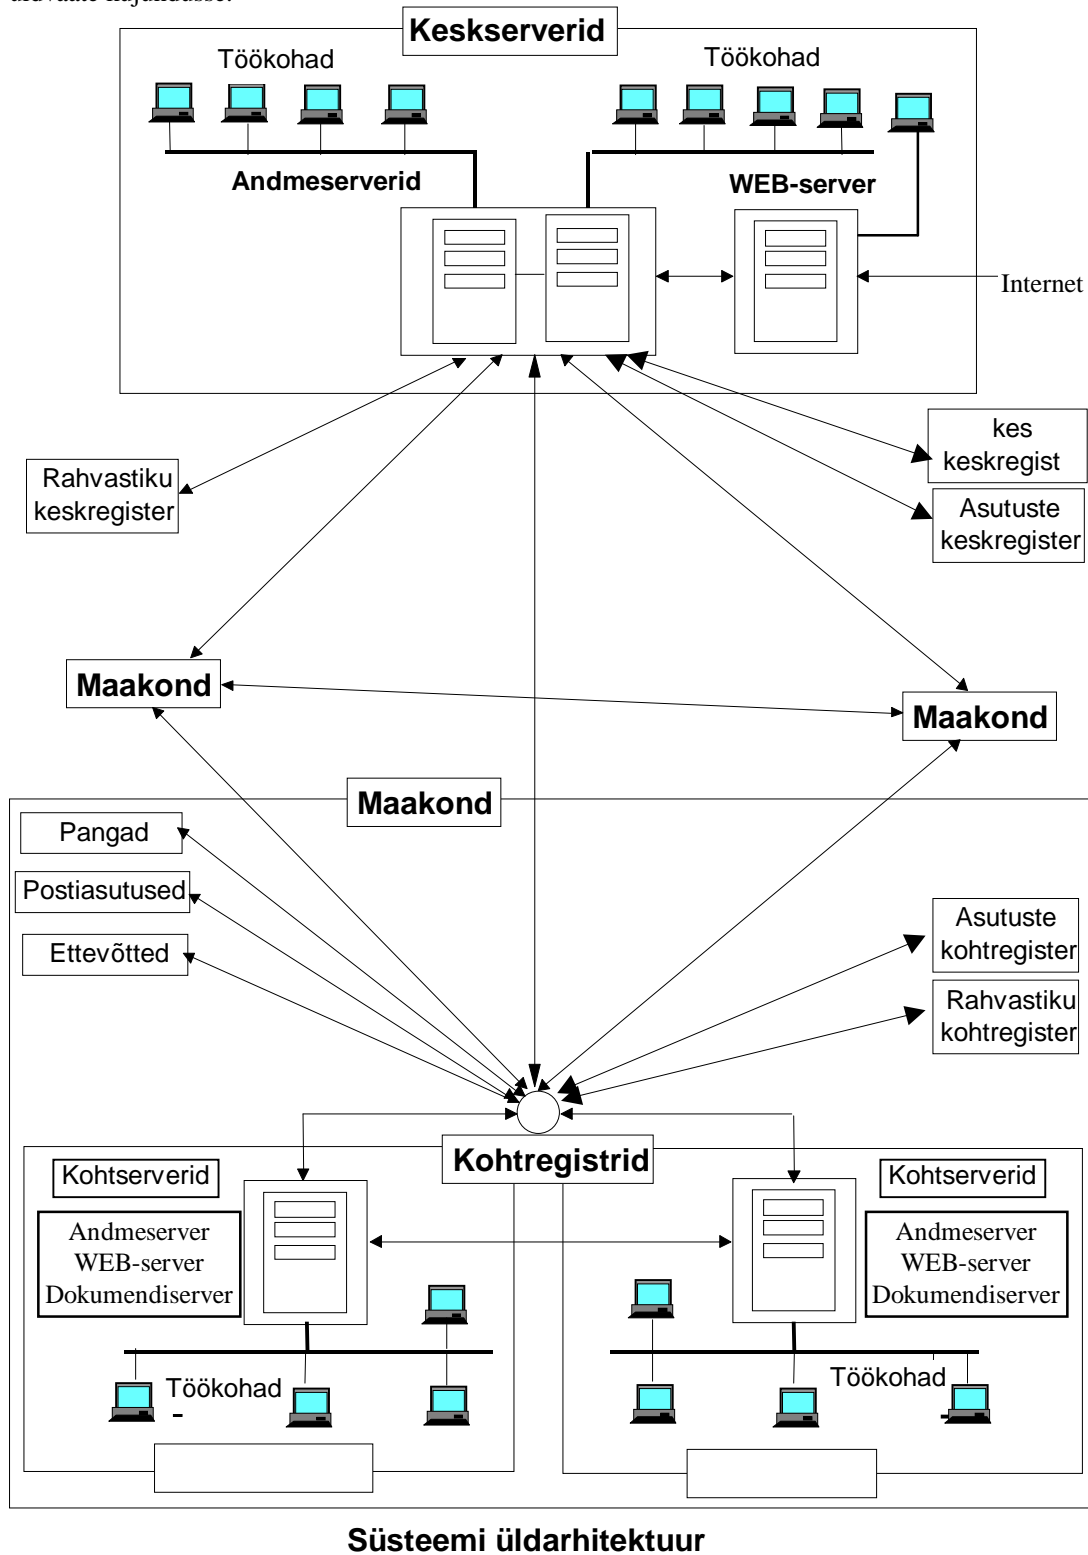 Keskserverid
Töökohad
Töökohad
Andmeserverid
WEB-server
Internet
kes
keskregist
Rahvastiku
keskregister
Asutuste
keskregister
Maakond
Maakond
Maakond
Pangad
Postiasutused
Ettevõtted
Asutuste
kohtregister
Rahvastiku
kohtregister
Kohtregistrid
Kohtserverid
Andmeserver
WEB-server
Dokumendiserver
Kohtserverid
Andmeserver
WEB-server
Dokumendiserver
Töökohad
Töökohad
Süsteemi üldarhitektuur